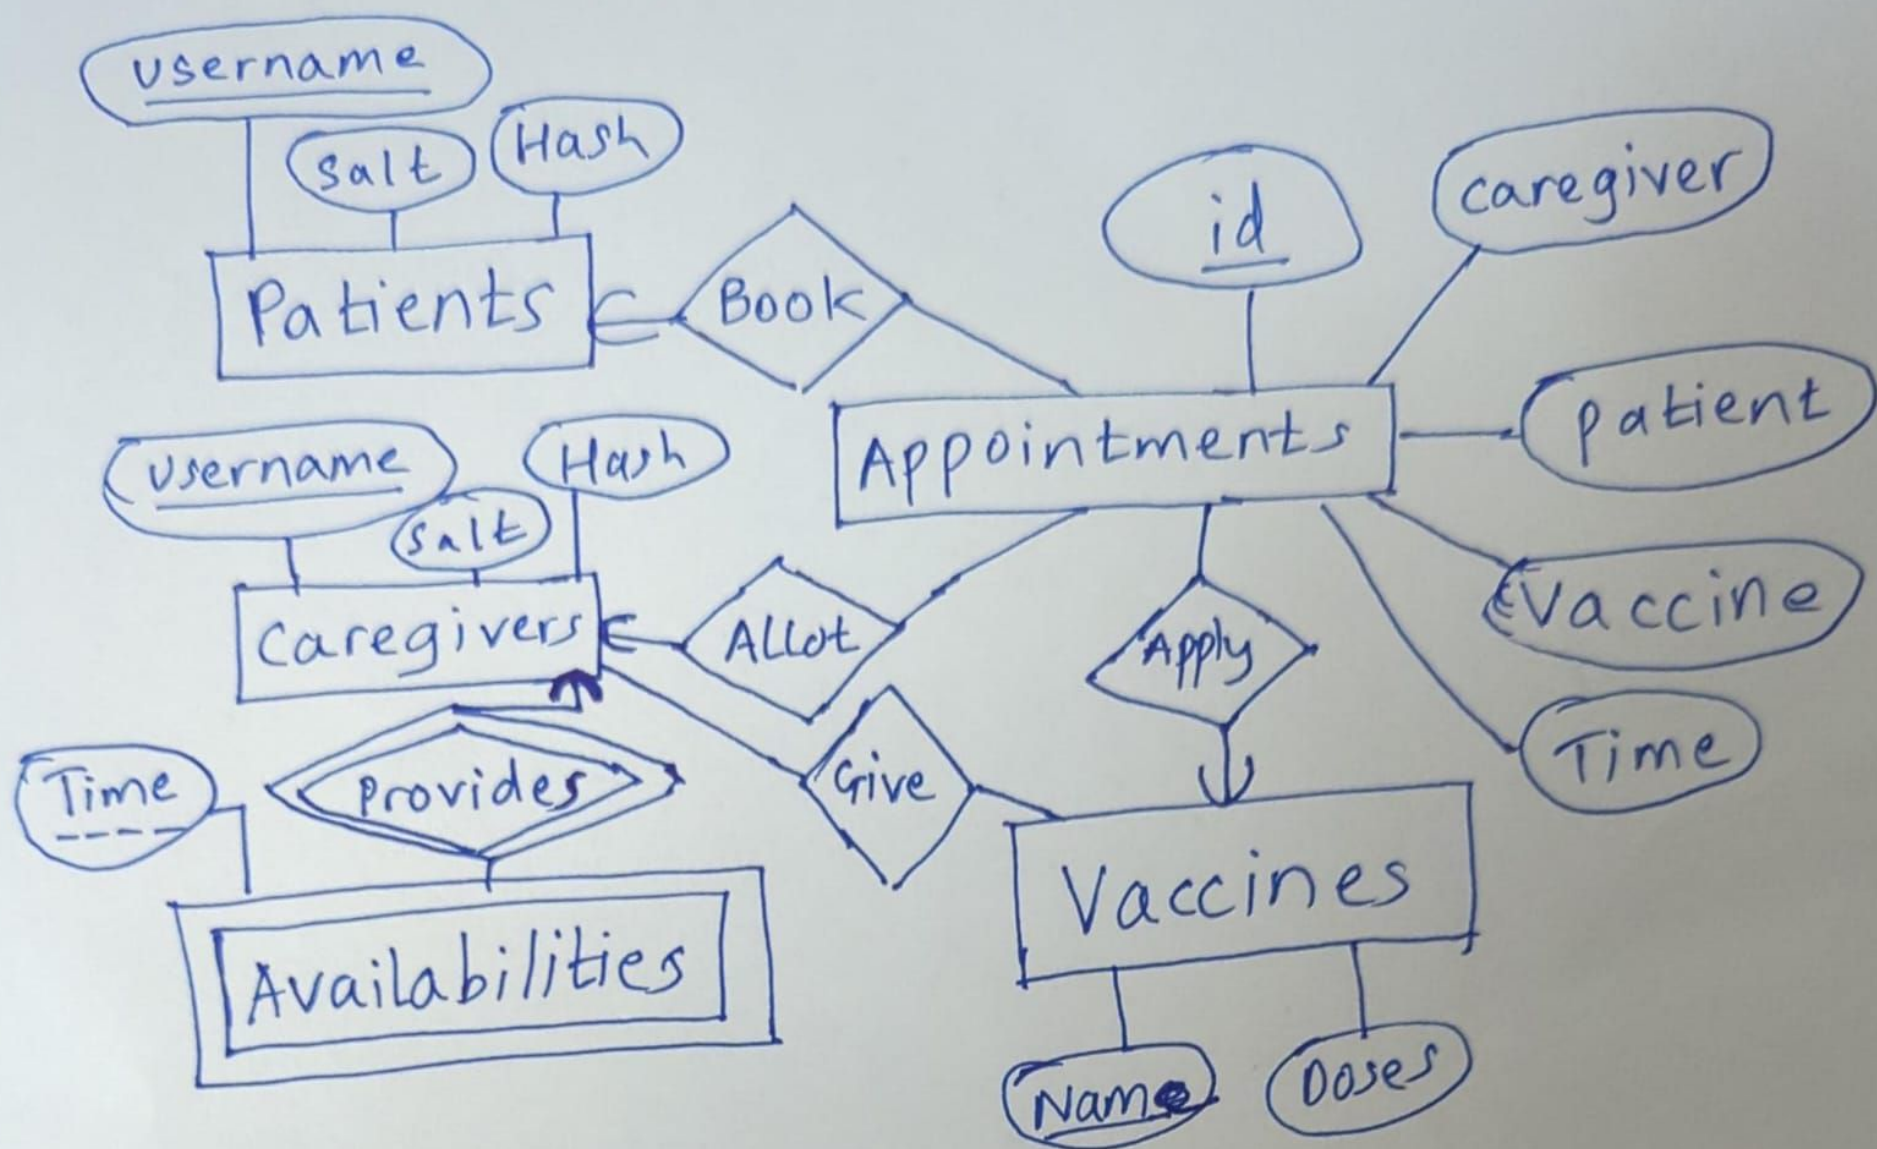 username
Salt
Hash
Patients
Book
id
caregiver
Appointments
patient
username
Salt
Hash
Caregivers
ALLot
Apply
Vaccine
Time
Provides
Give
Time
Vaccines
Availabilities
Name
Doses